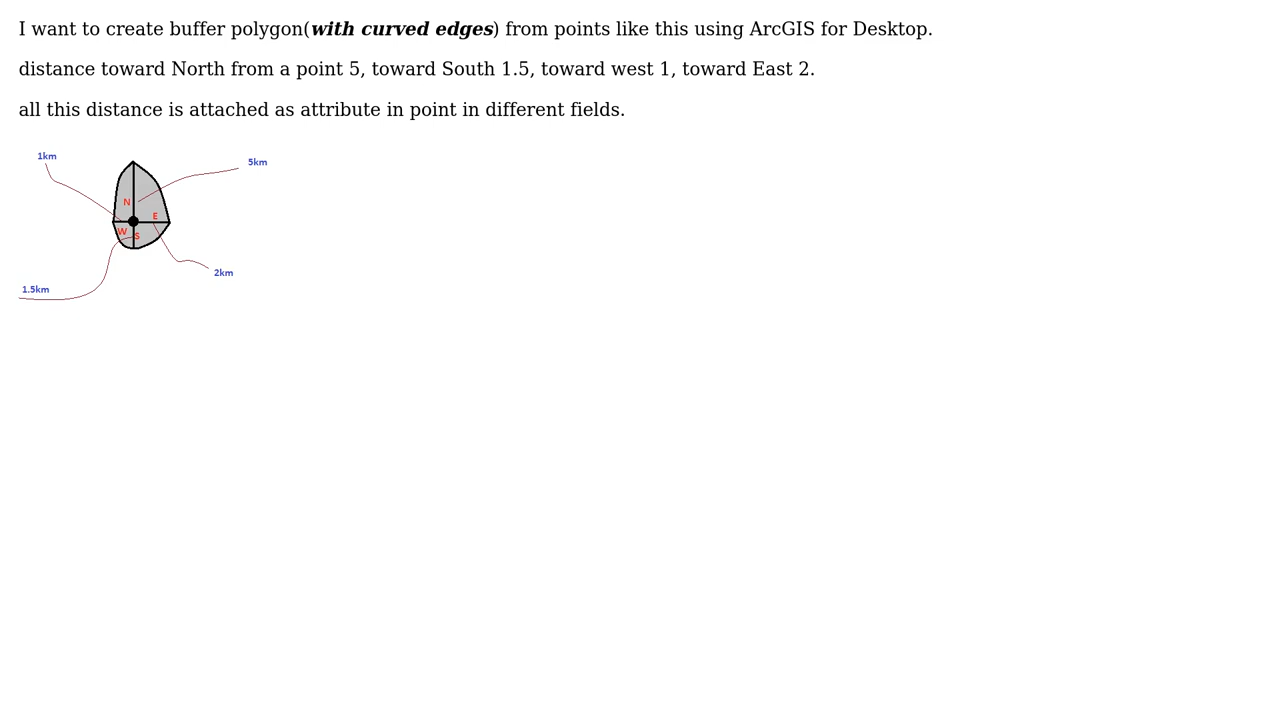 I want to create buffer polygon(with curved edges) from points like this using ArcGIS for Desktop.
distance toward North from a point 5, toward South 1.5, toward west 1, toward East 2.
all this distance is attached as attribute in point in different fields.
1km
5km
N
E
W
S
2km
1.5km